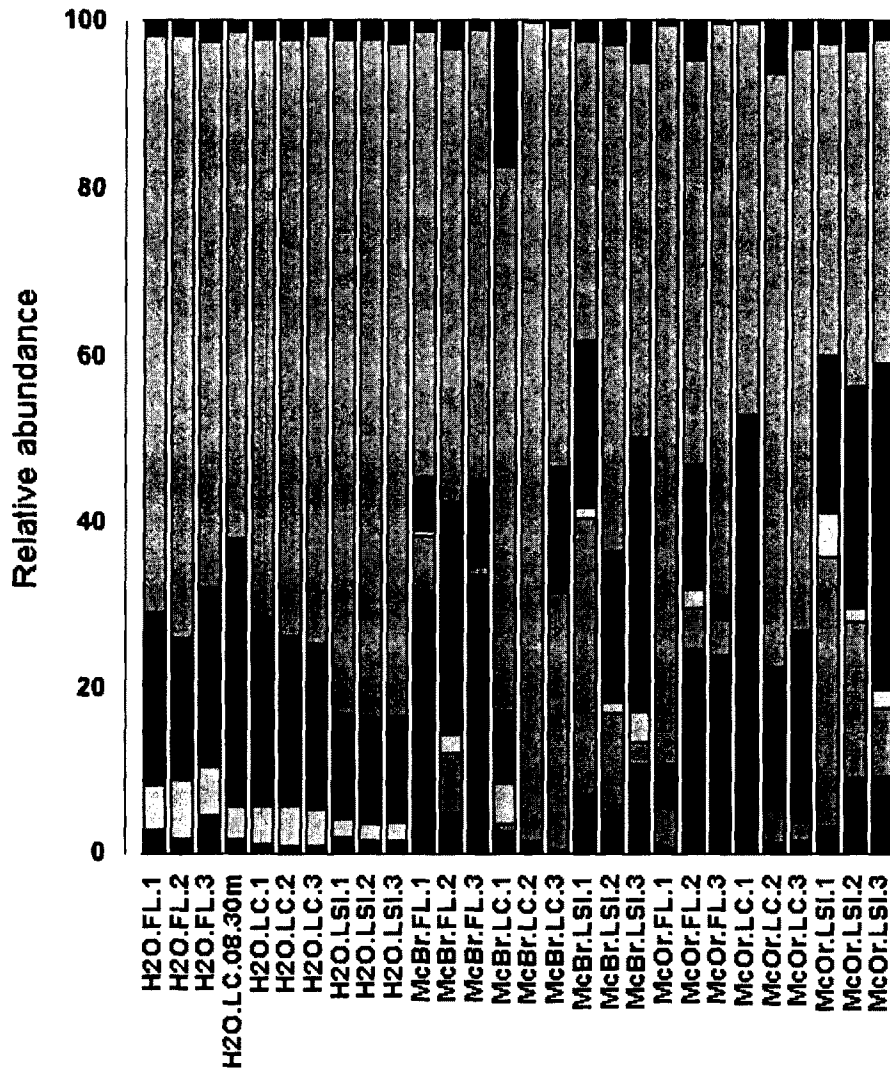 Relative abundance
100
80
60
40
20
0
H2O.FL.1
H2O.FL.2
H2O.FL.3
H2O.LC.08.30m
H2O.LC.1
H2O.LC.2
H2O.LC.3
H2O.LSI.1
H2O.LSI.2
H2O.LSI.3
McBr.FL.1
McBr.FL.2
McBr.FL.3
McBr.LC.1
McBr.LC.2
McBr.LC.3
McBr.LSI.1
McBr.LSI.2
McBr.LSI.3
McOr.FL.1
McOr.FL.2
McOr.FL.3
McOr.LC.1
McOr.LC.2
McOr.LC.3
McOr.LSI.1
McOr.LSI.2
McOr.LSI.3